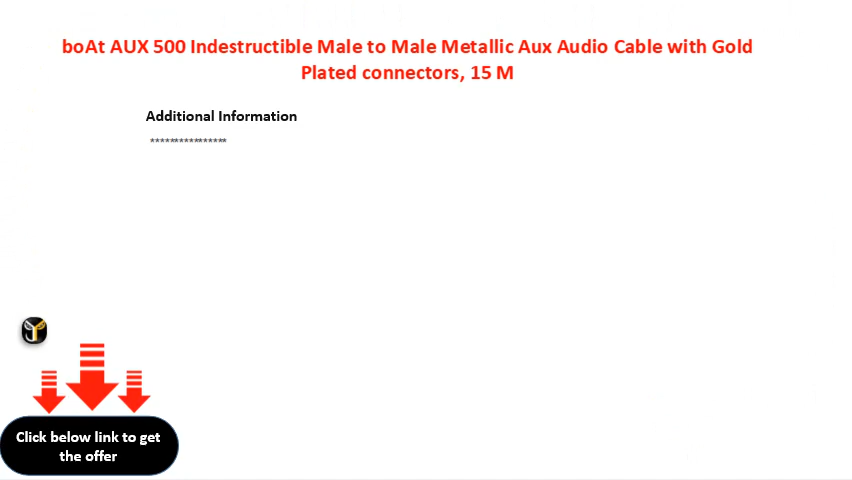 boAt AUX 500 Indestructible Male to Male Metallic Aux Audio Cable with Gold
Plated connectors, 15 M
Additional Information
****************
Click below link to get
the offer